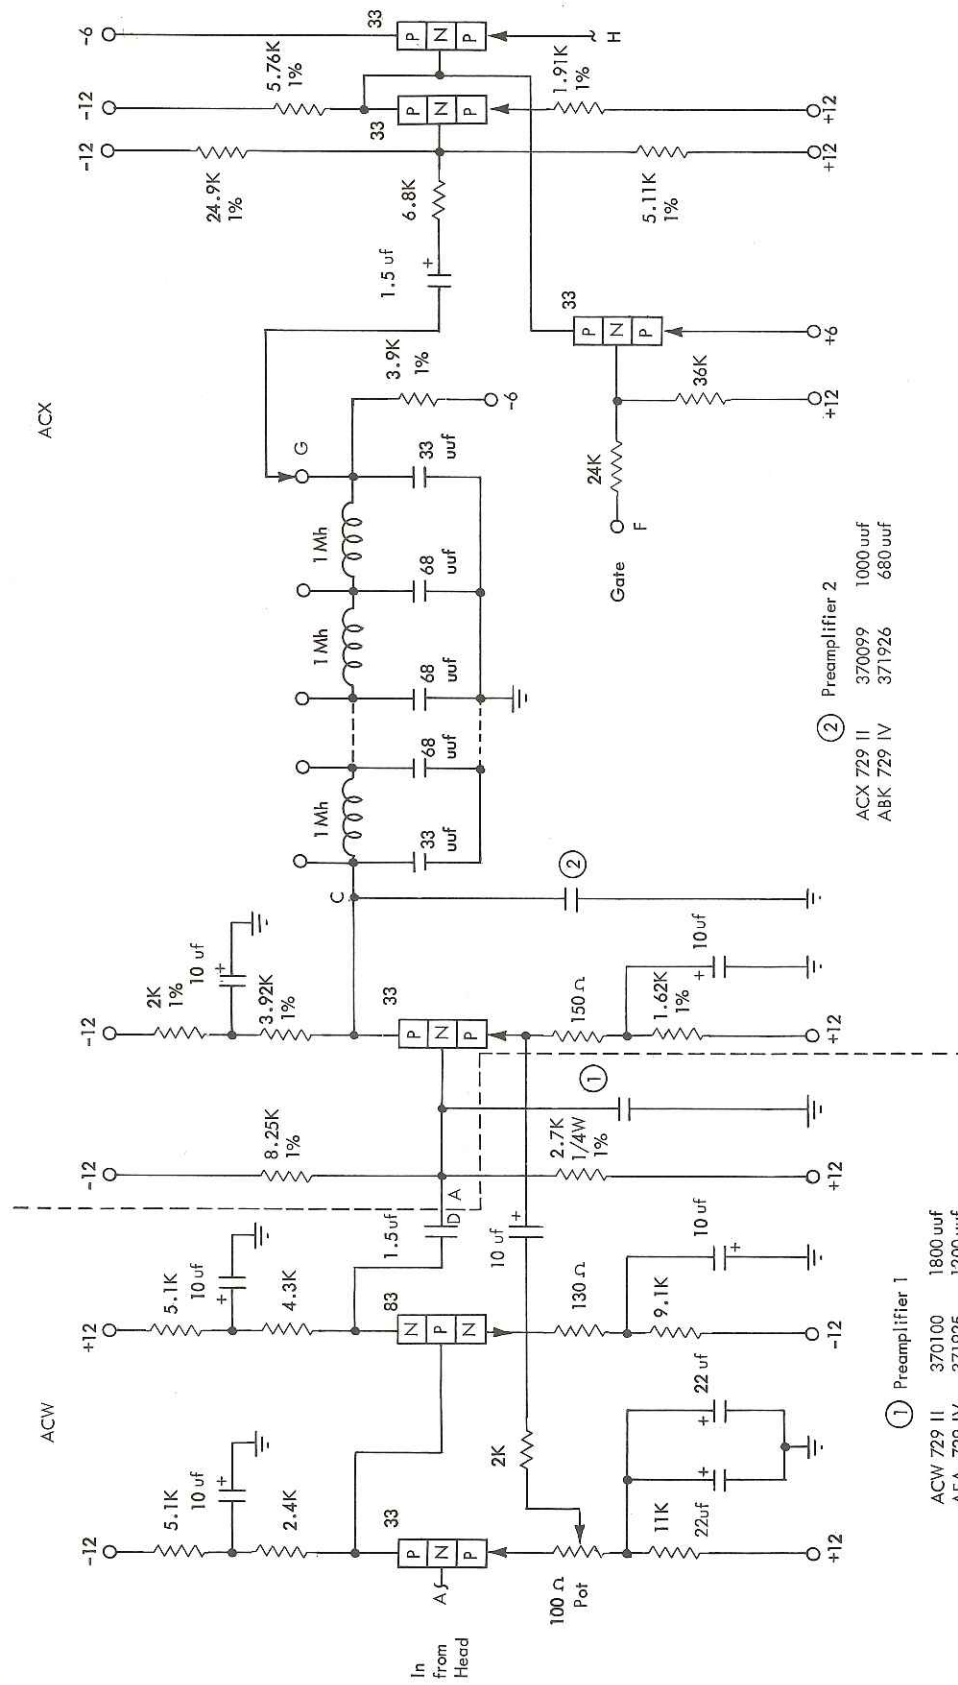 ACW
ACX
-12
5.1K
10 uf
+
2.4K
33
P
N
P
A
In
from
Head
100 Ω
Pot
11K
22uf
+
22 uf
+
+12
2K
10 uf
+
+12
5.1K
10 uf
+
4.3K
83
N
P
N
130 Ω
9.1K
10 uf
+
-12
1.5uf
D
A
-12
8.25K
1%
2.7K
1/4W
1%
+12
1
-12
2K
1%
10 uf
+
3.92K
1%
33
P
N
P
150 Ω
1.62K
1%
10uf
+
+12
C
2
1 Mh
1 Mh
1 Mh
33
uuf
68
uuf
68
uuf
68
uuf
33
uuf
G
3.9K
1%
-6
1.5 uf
+
6.8K
Gate
F
24K
36K
+12
33
P
N
P
+6
-12
24.9K
1%
5.11K
1%
+12
-12
5.76K
1%
33
P
N
P
1.91K
1%
+12
-6
33
P
N
P
H
1 Preamplifier 1
ACW 729 II 370100 1800 uuf
2 Preamplifier 2
ACX 729 II 370099 1000 uuf
ABK 729 IV 371926 680 uuf